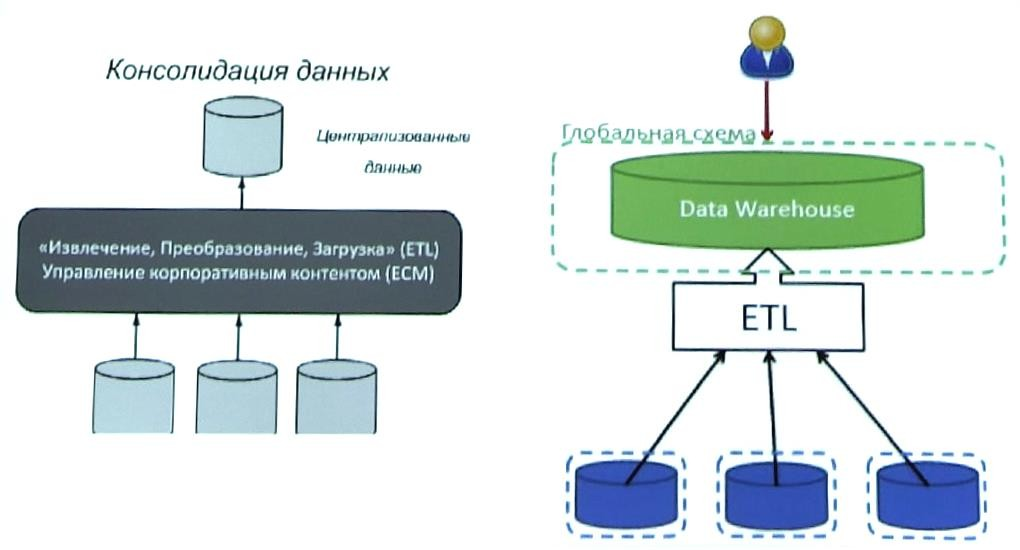 Консолидация данных
Централизованные
данные
«Извлечение, Преобразование, Загрузка» (ETL)
Управление корпоративным контентом (ECM)
Глобальная схема
Data Warehouse
ETL